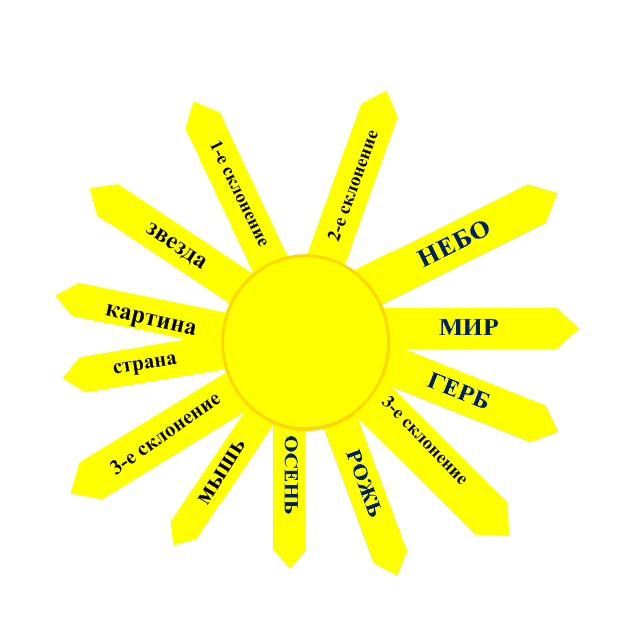 1-е склонение
2-е склонение
НЕБО
МИР
ГЕРБ
3-е склонение
РОЖЬ
ОСЕНЬ
мышь
3-е склонение
страна
картина
звезда